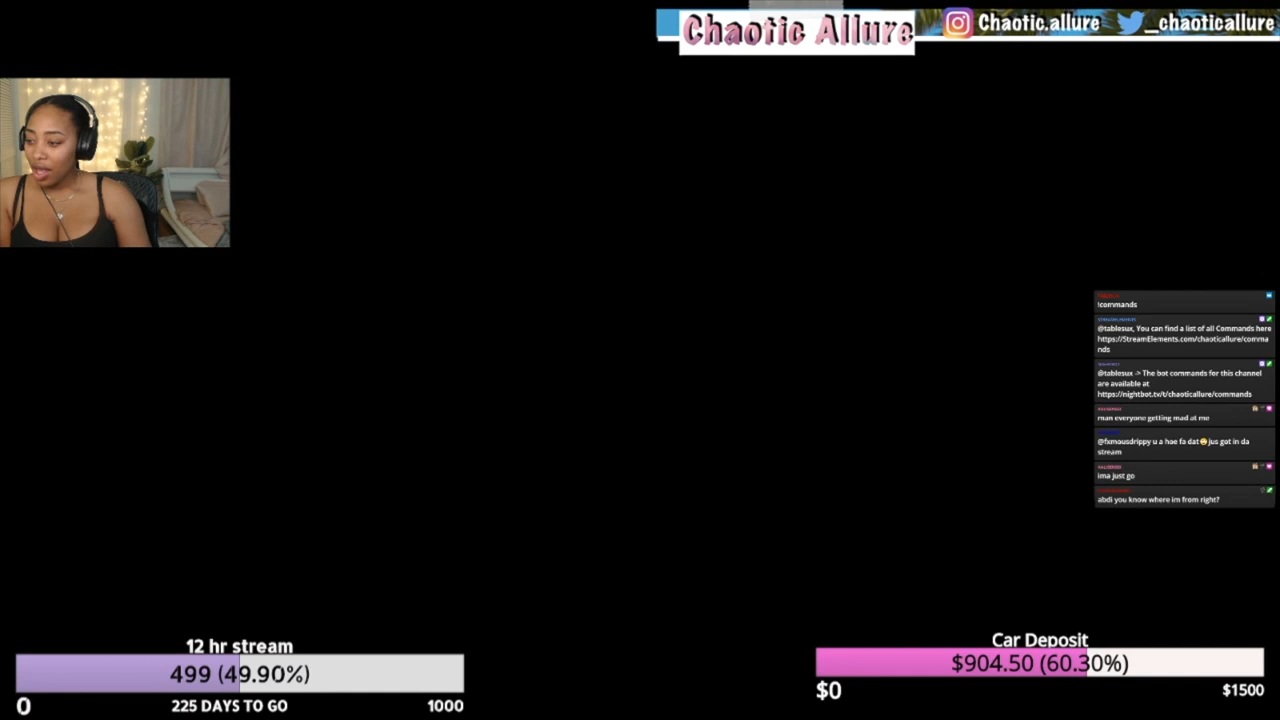 Chaotic Allure
Chaotic.allure
_chaoticallure
!commands
@tablesux, You can find a list of all Commands here
https://StreamElements.com/chaoticallure/comma
nds
@tablesux -> The bot commands for this channel
are available at
https://nightbot.tv/t/chaoticallure/commands
man everyone getting mad at me
@fxmousdrippy u a hoe fa dat🙄jus got in da
stream
ima just go
abdi you know where im from right?
12 hr stream
499 (49.90%)
0
225 DAYS TO GO
1000
Car Deposit
$904.50 (60.30%)
$0
$1500